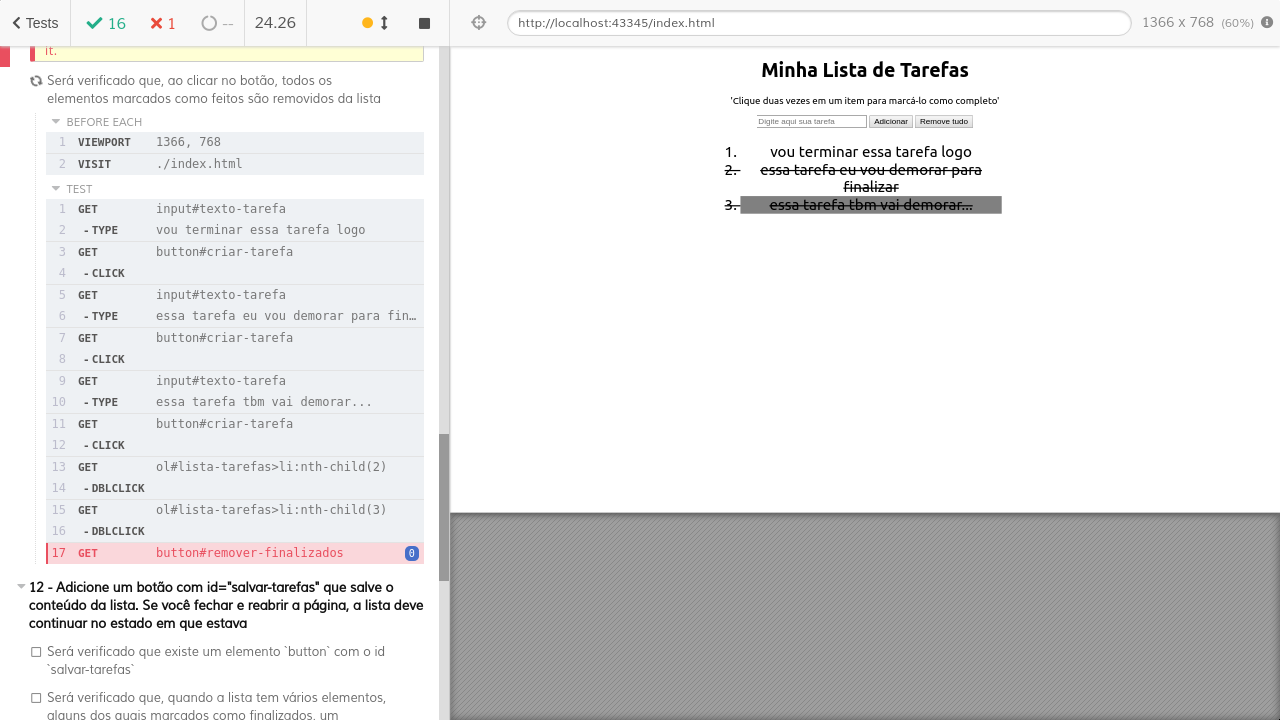 Tests
16
1
--
24.26
http://localhost:43345/index.html
1366 x 768 (60%)
it.
Será verificado que, ao clicar no botão, todos os
elementos marcados como feitos são removidos da lista
BEFORE EACH
1 VIEWPORT 1366, 768
2 VISIT ./index.html
TEST
1 GET input#texto-tarefa
2 -TYPE vou terminar essa tarefa logo
3 GET button#criar-tarefa
4 -CLICK
5 GET input#texto-tarefa
6 -TYPE essa tarefa eu vou demorar para fin…
7 GET button#criar-tarefa
8 -CLICK
9 GET input#texto-tarefa
10 -TYPE essa tarefa tbm vai demorar...
11 GET button#criar-tarefa
12 -CLICK
13 GET ol#lista-tarefas>li:nth-child(2)
14 -DBLCLICK
15 GET ol#lista-tarefas>li:nth-child(3)
16 -DBLCLICK
17 GET button#remover-finalizados 0
12 - Adicione um botão com id="salvar-tarefas" que salve o
conteúdo da lista. Se você fechar e reabrir a página, a lista deve
continuar no estado em que estava
Será verificado que existe um elemento `button` com o id
`salvar-tarefas`
Será verificado que, quando a lista tem vários elementos,
alguns dos quais marcados como finalizados, um
Minha Lista de Tarefas
'Clique duas vezes em um item para marcá-lo como completo'
Digite aqui sua tarefa Adicionar Remove tudo
1. vou terminar essa tarefa logo
2. essa tarefa eu vou demorar para
finalizar
3. essa tarefa tbm vai demorar...